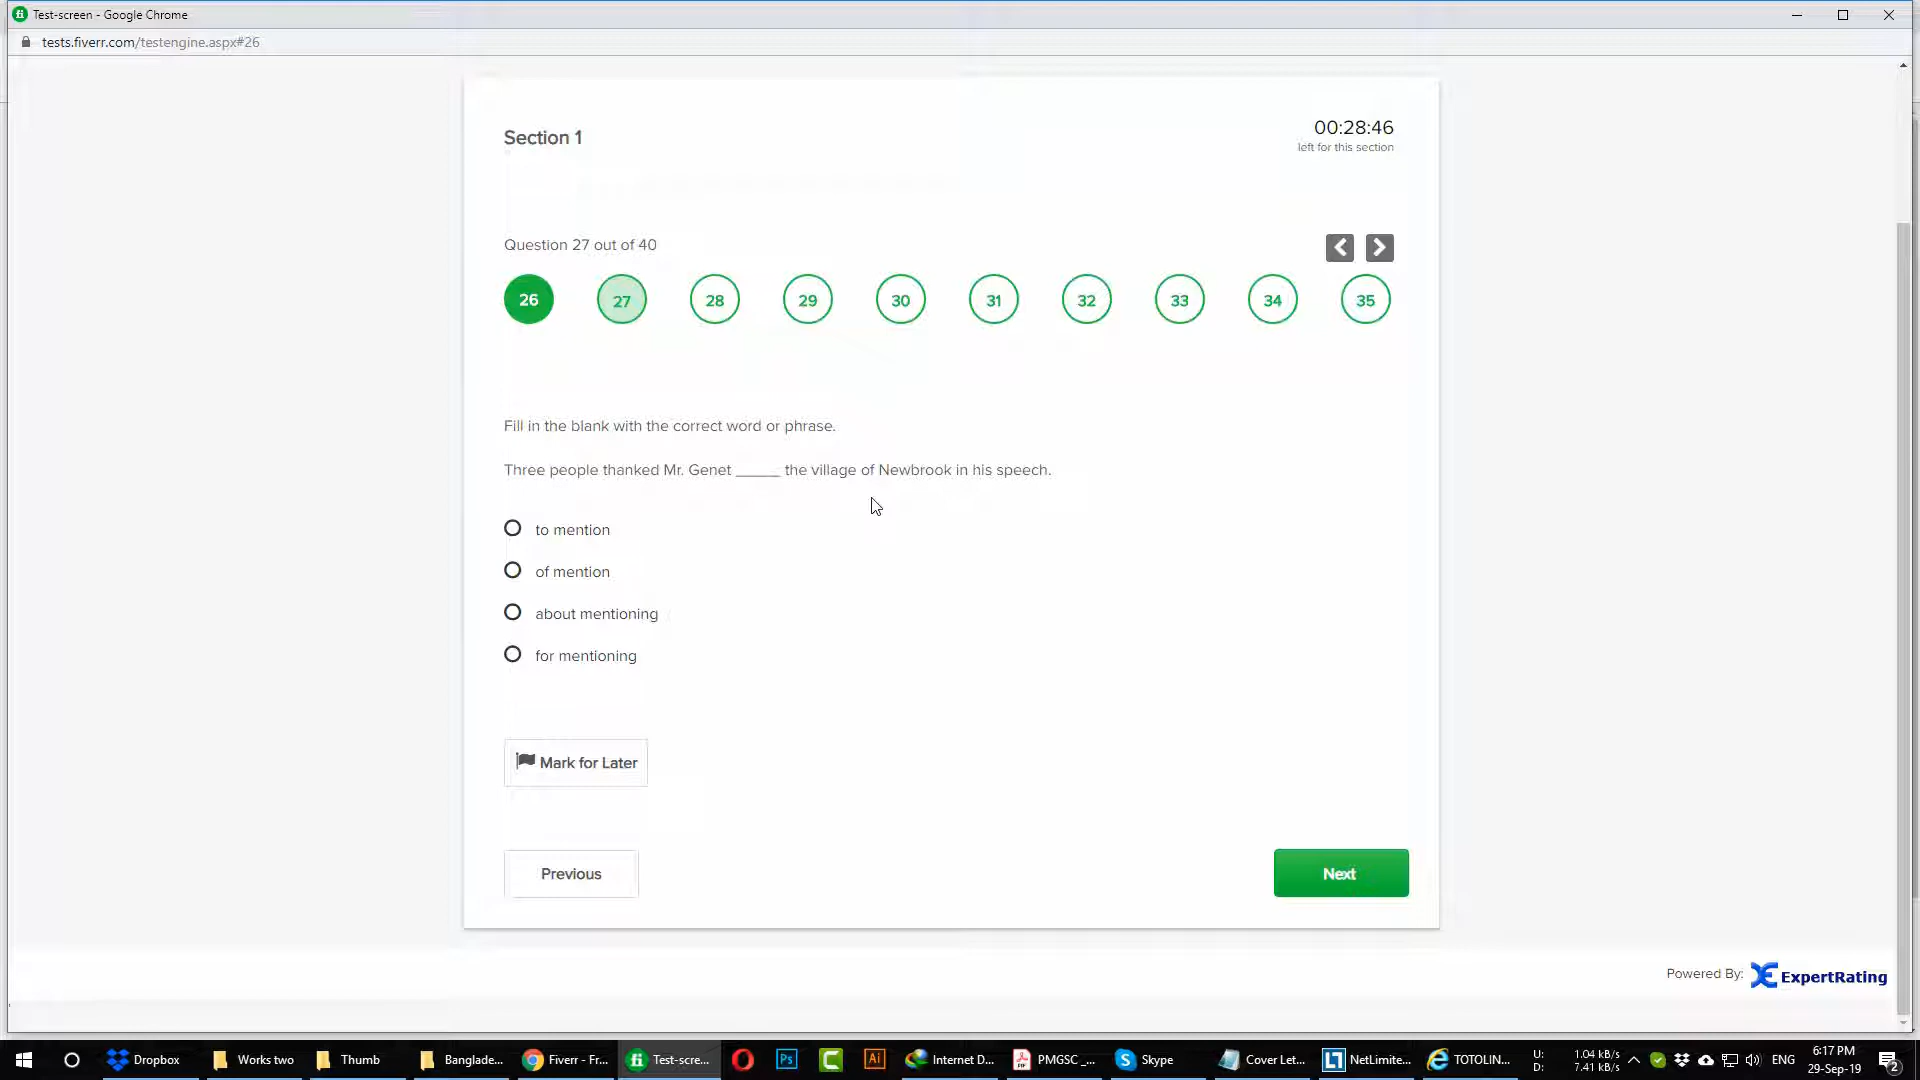 Test-screen - Google Chrome
tests.fiverr.com/testengine.aspx#26
Section 1
00:28:46
left for this section
Question 27 out of 40
26 27 28 29 30 31 32 33 34 35
Fill in the blank with the correct word or phrase.
Three people thanked Mr. Genet _____ the village of Newbrook in his speech.
to mention
of mention
about mentioning
for mentioning
Mark for Later
Previous
Next
Powered By: ExpertRating
Dropbox
Works two
Thumb
Banglade...
Fiverr - Fr...
Test-scre...
Ps
Ai
Internet D...
PMGSC _...
Skype
Cover Let...
NetLimite...
TOTOLIN...
U: 1.04 kB/s
D: 7.41 kB/s
ENG
6:17 PM
29-Sep-19
2